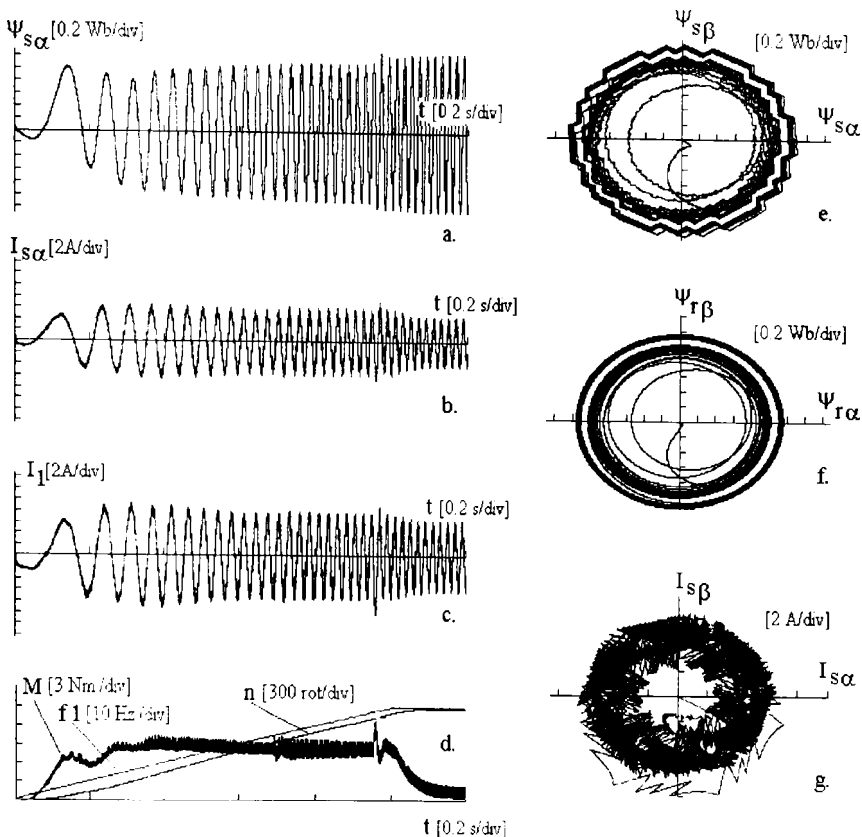 Ψsα [0.2 Wb/div]
t [0.2 s/div]
a.
Isα [2A/div]
t [0.2 s/div]
b.
I1 [2A/div]
t [0.2 s/div]
c.
M [3 Nm/div]
f1 [10 Hz/div]
n [300 rot/div]
d.
t [0.2 s/div]
Ψsβ
[0.2 Wb/div]
Ψsα
e.
Ψrβ
[0.2 Wb/div]
Ψrα
f.
Isβ
[2 A/div]
Isα
g.